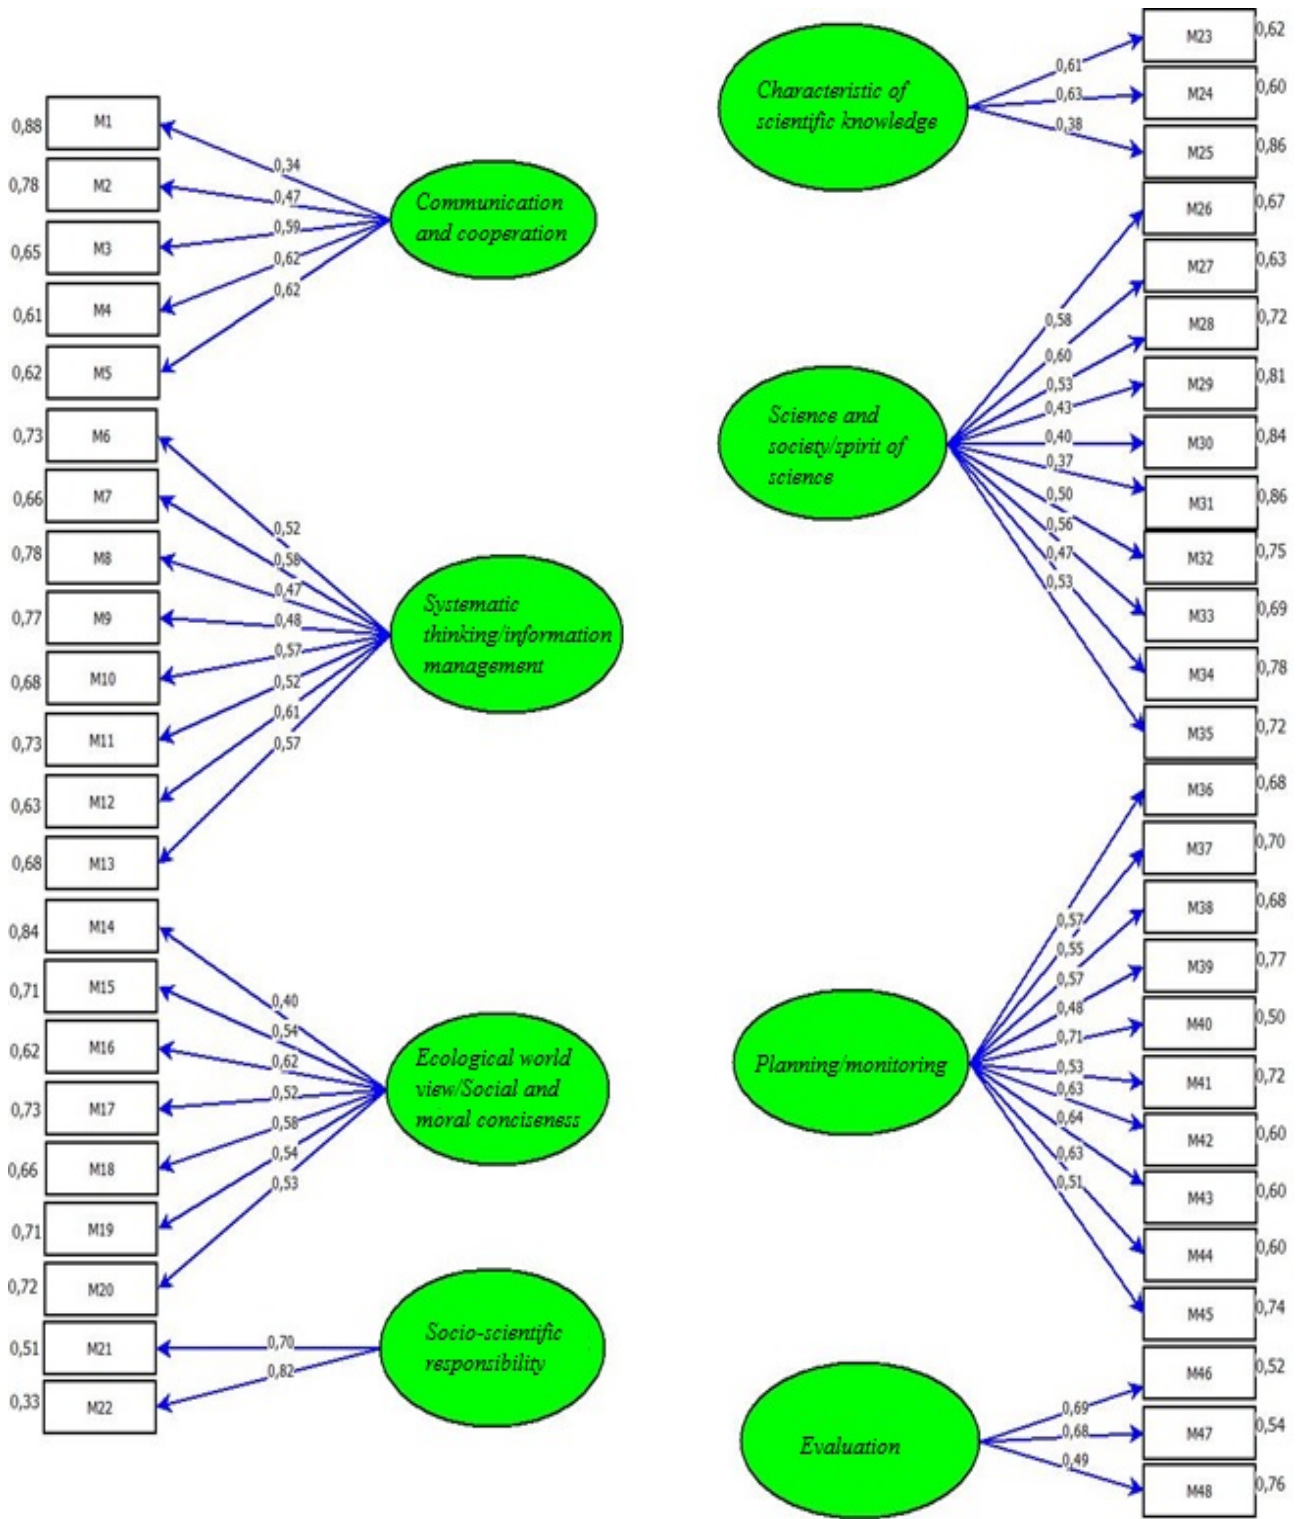 M1
0,88
0,34
M2
0,78
0,47
M3
0,65
0,59
M4
0,61
0,62
M5
0,62
0,62
Communication
and cooperation
M6
0,73
0,52
M7
0,66
0,58
M8
0,78
0,47
M9
0,77
0,48
M10
0,68
0,57
M11
0,73
0,52
M12
0,63
0,61
M13
0,68
0,57
Systematic
thinking/information
management
M14
0,84
0,40
M15
0,71
0,54
M16
0,62
0,62
M17
0,73
0,52
M18
0,66
0,58
M19
0,71
0,54
M20
0,72
0,53
Ecological world
view/Social and
moral conciseness
M21
0,51
0,70
M22
0,33
0,82
Socio-scientific
responsibility
Characteristic of
scientific knowledge
0,61
M23
0,62
0,63
M24
0,60
0,38
M25
0,86
Science and
society/spirit of
science
0,58
M26
0,67
0,60
M27
0,63
0,53
M28
0,72
0,43
M29
0,81
0,40
M30
0,84
0,37
M31
0,86
0,50
M32
0,75
0,56
M33
0,69
0,47
M34
0,78
0,53
M35
0,72
Planning/monitoring
0,57
M36
0,68
0,55
M37
0,70
0,57
M38
0,68
0,48
M39
0,77
0,71
M40
0,50
0,53
M41
0,72
0,63
M42
0,60
0,64
M43
0,60
0,63
M44
0,60
0,51
M45
0,74
Evaluation
0,69
M46
0,52
0,68
M47
0,54
0,49
M48
0,76